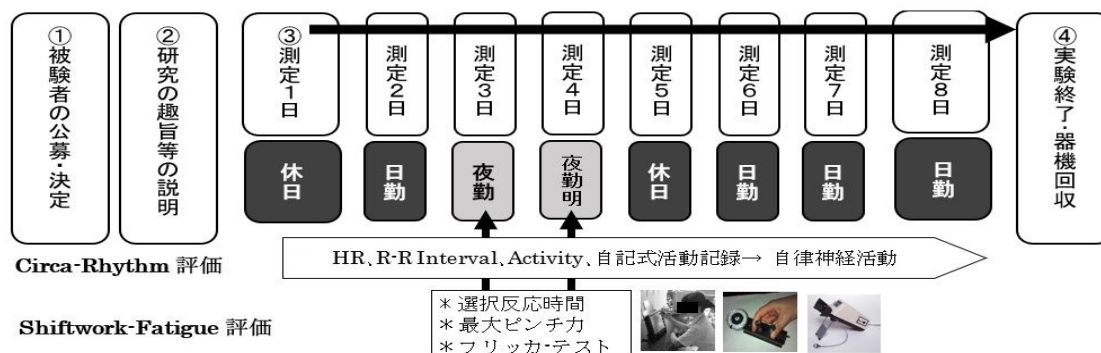 ①被験者の公募・決定
②研究の趣旨等の説明
③測定1日
測定2日
測定3日
測定4日
測定5日
測定6日
測定7日
測定8日
④実験終了・器機回収
休日
日勤
夜勤
夜勤明
休日
日勤
日勤
日勤
Circa-Rhythm 評価
HR、R-R Interval、Activity、自記式活動記録→ 自律神経活動
Shiftwork-Fatigue 評価
＊選択反応時間
＊最大ピンチ力
＊フリッカ-テスト